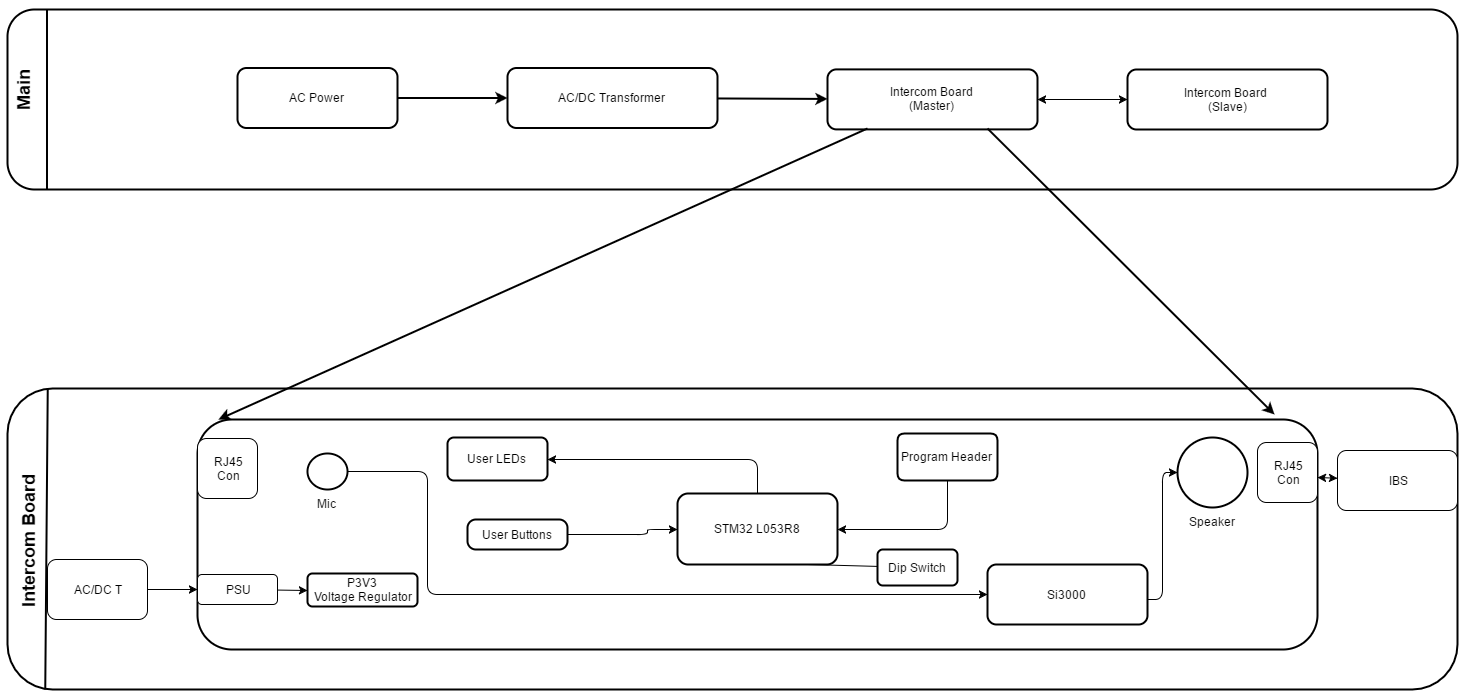 Main
AC Power
AC/DC Transformer
Intercom Board
(Master)
Intercom Board
(Slave)
Intercom Board
RJ45
Con
Mic
User LEDs
Program Header
Speaker
RJ45
Con
IBS
User Buttons
STM32 L053R8
Dip Switch
AC/DC T
PSU
P3V3
Voltage Regulator
Si3000